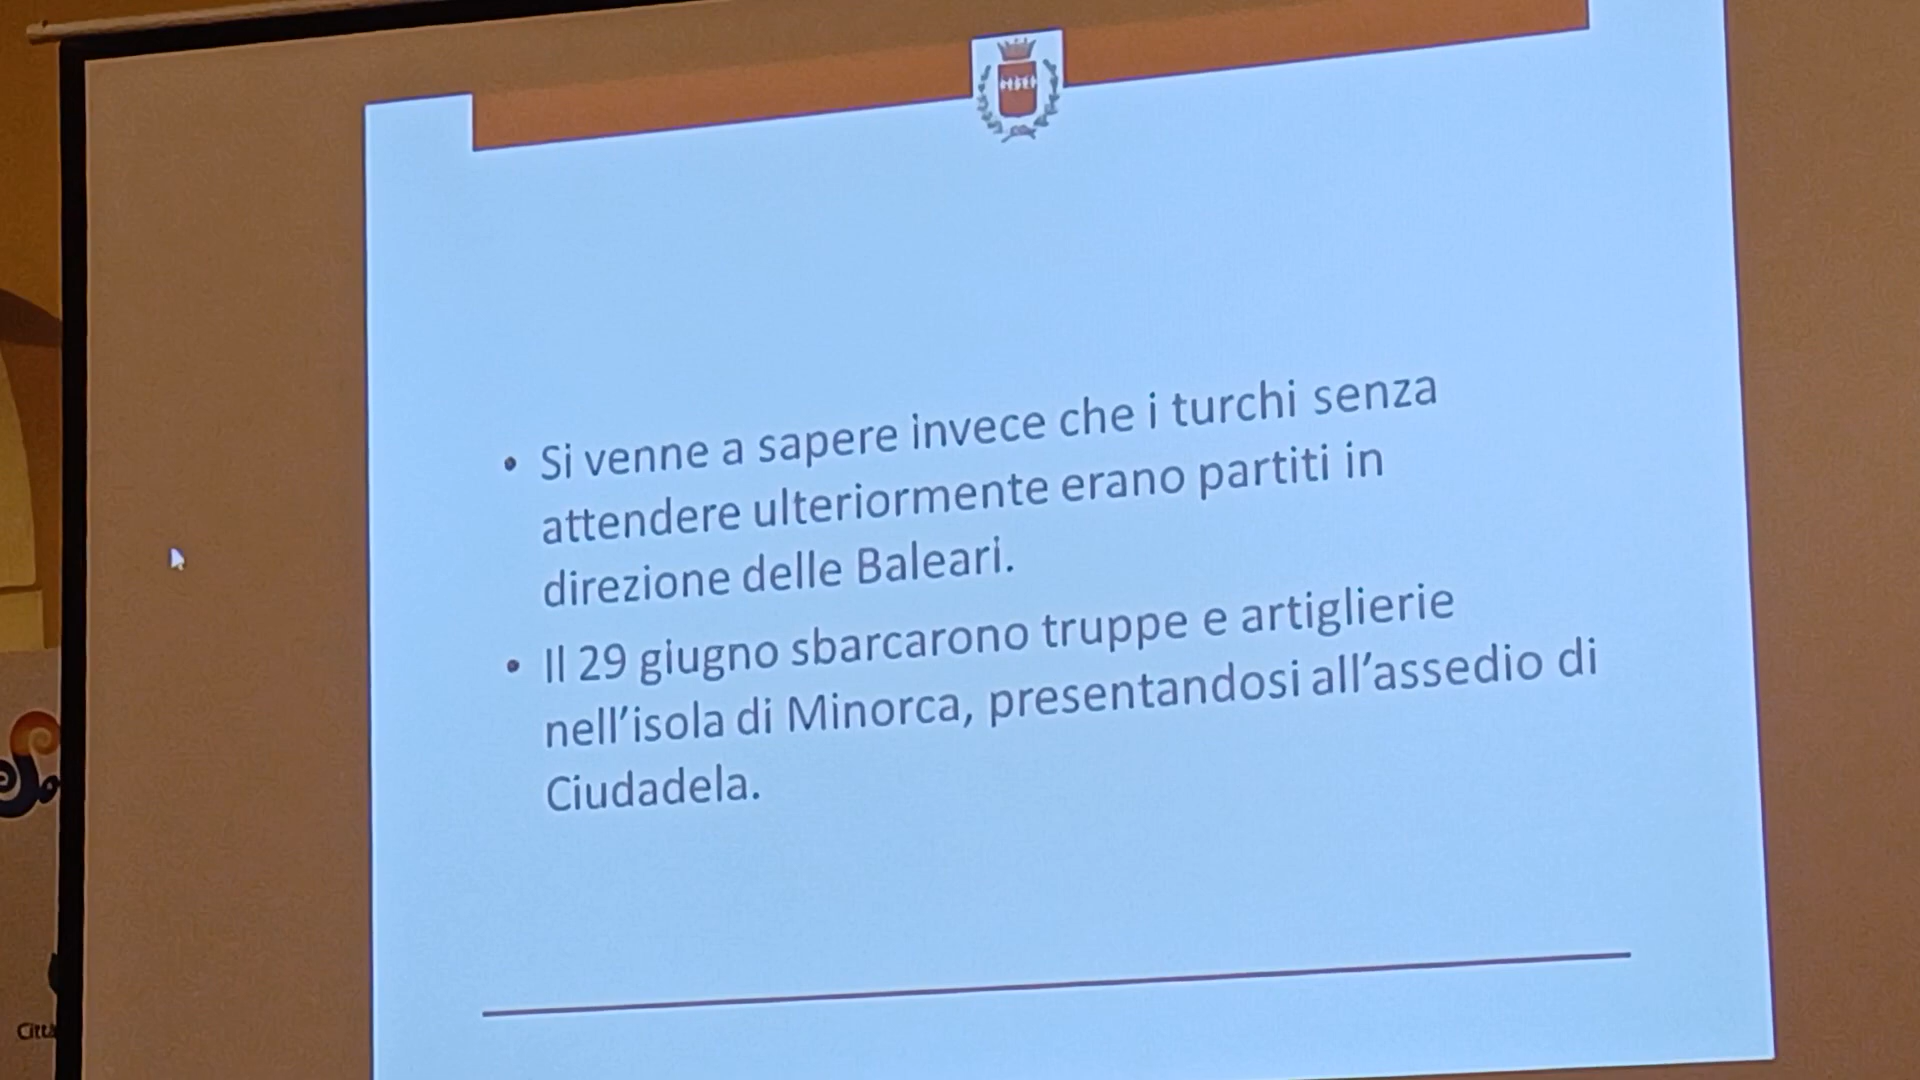 • Si venne a sapere invece che i turchi senza
attendere ulteriormente erano partiti in
direzione delle Baleari.
• Il 29 giugno sbarcarono truppe e artiglierie
nell’isola di Minorca, presentandosi all’assedio di
Ciudadela.